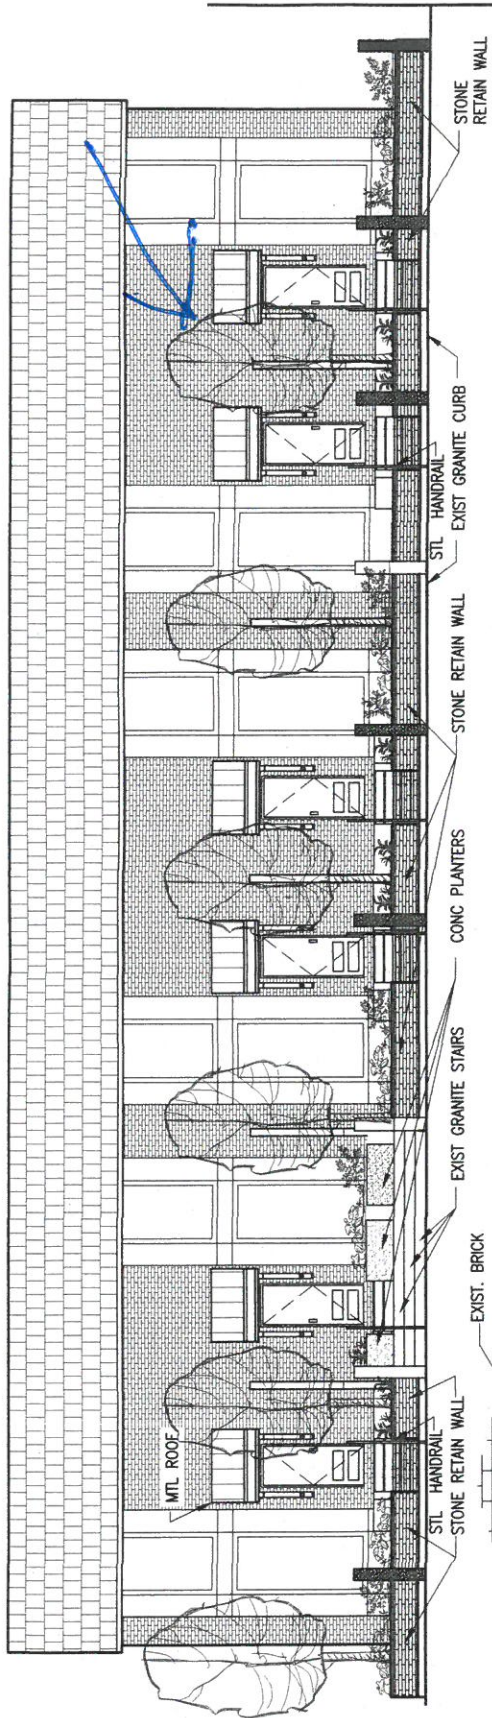 MTL ROOF
STL HANDRAIL
STONE RETAIN WALL
EXIST. BRICK
EXIST GRANITE STAIRS
CONC PLANTERS
STONE RETAIN WALL
STL HANDRAIL
EXIST GRANITE CURB
STONE
RETAIN WALL